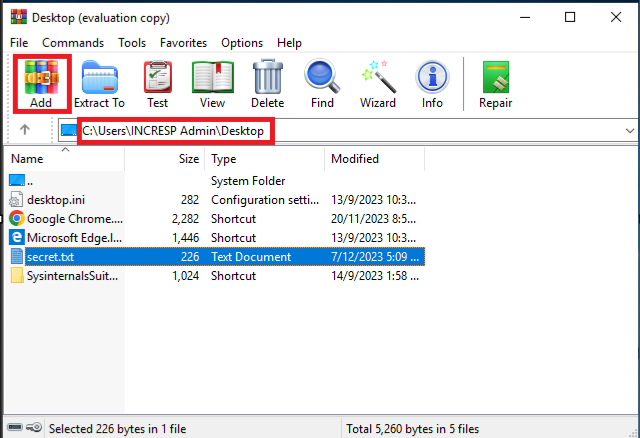 Desktop (evaluation copy)
File Commands Tools Favorites Options Help
Add Extract To Test View Delete Find Wizard Info Repair
C:\Users\INCRESP Admin\Desktop
Name Size Type Modified
.. System Folder
desktop.ini 282 Configuration setti... 13/9/2023 10:3...
Google Chrome.... 2,282 Shortcut 20/11/2023 8:5...
Microsoft Edge.l... 1,446 Shortcut 13/9/2023 10:3...
secret.txt 226 Text Document 7/12/2023 5:09 ...
SysinternalsSuit... 1,024 Shortcut 14/9/2023 1:58 ...
Selected 226 bytes in 1 file Total 5,260 bytes in 5 files